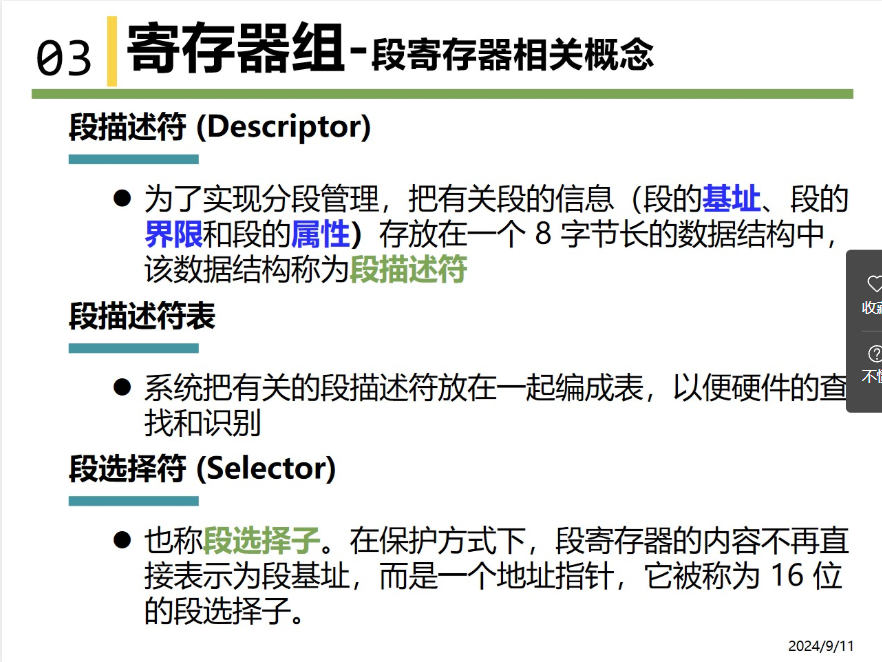 03 寄存器组-段寄存器相关概念
段描述符 (Descriptor)
● 为了实现分段管理，把有关段的信息（段的基址、段的
界限和段的属性）存放在一个 8 字节长的数据结构中，
该数据结构称为段描述符
段描述符表
● 系统把有关的段描述符放在一起编成表，以便硬件的查
找和识别
段选择符 (Selector)
● 也称段选择子。在保护方式下，段寄存器的内容不再直
接表示为段基址，而是一个地址指针，它被称为 16 位
的段选择子。
收藏
不
2024/9/11